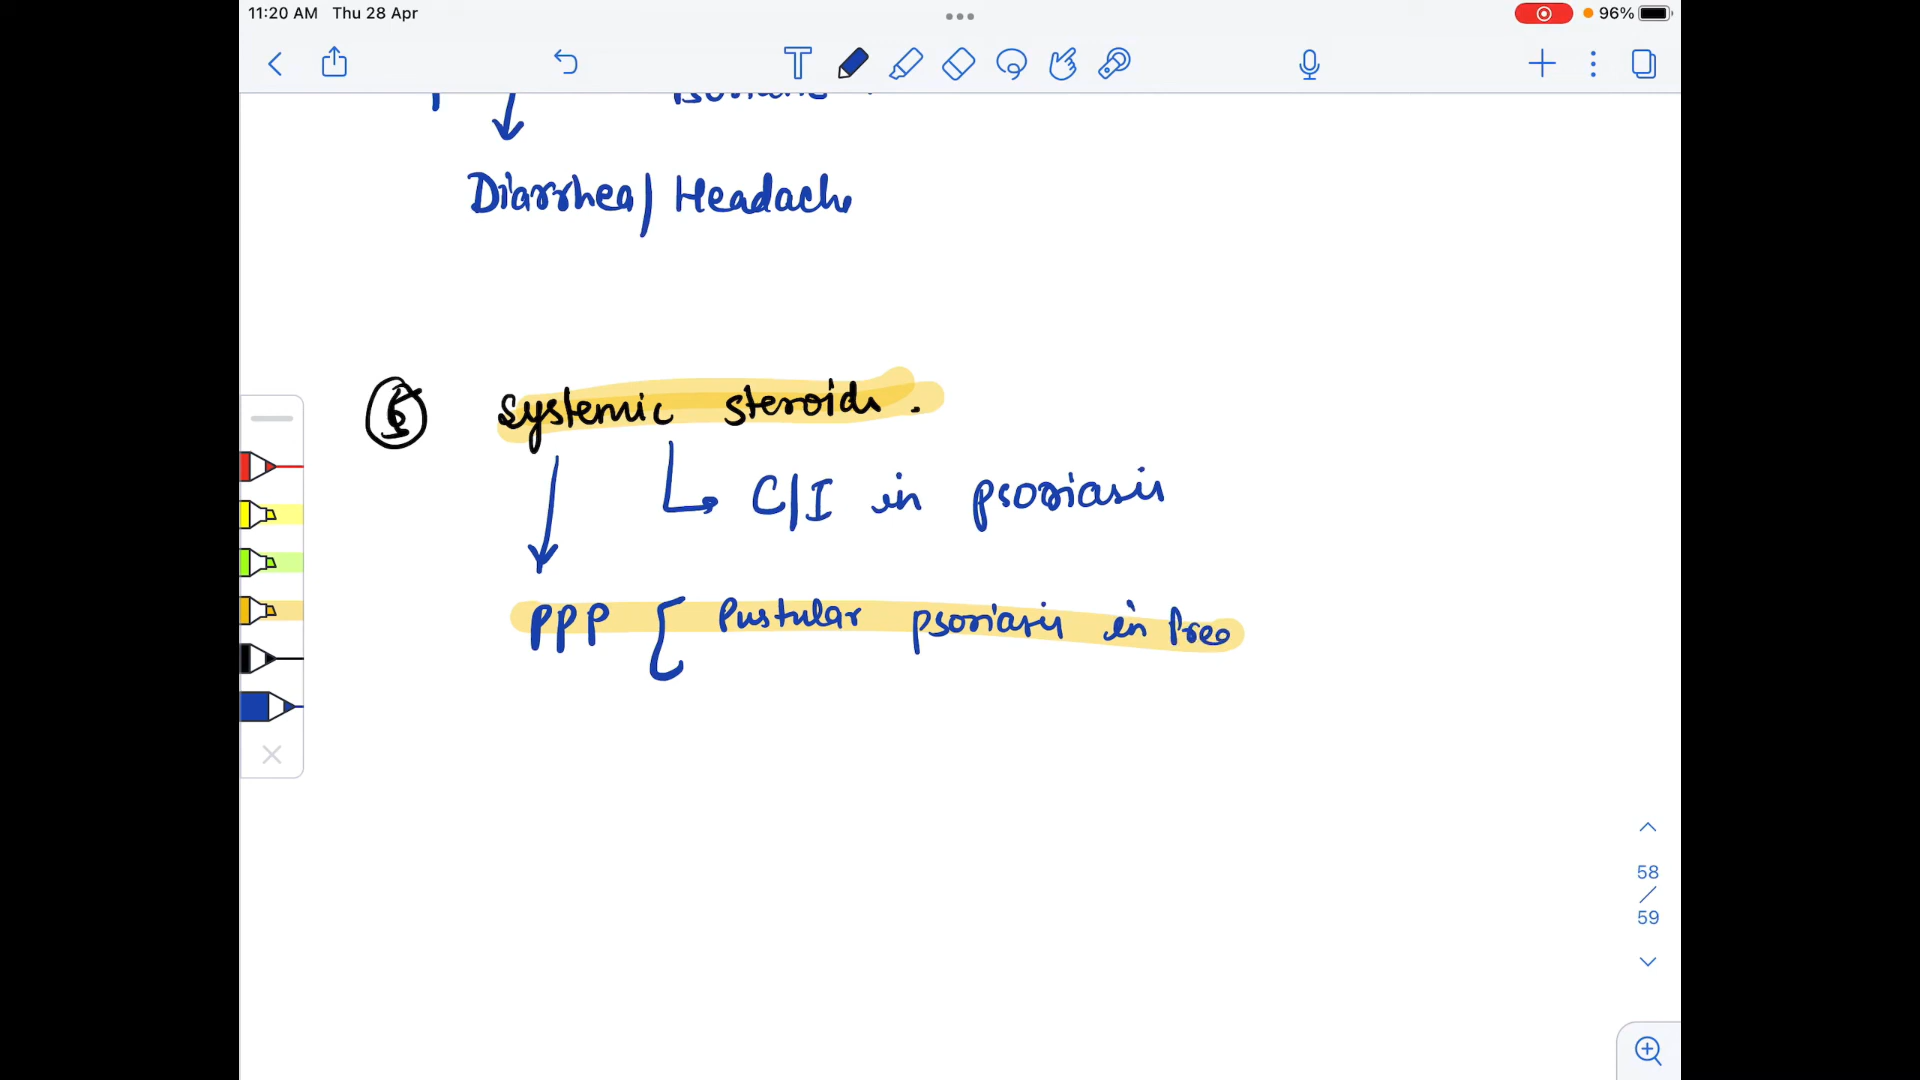 11:20 AM Thu 28 Apr
96%
Diarrhea/ Headache
Systemic steroids.
C/I in psoriasis
PPP { Pustular psoriasis in Preg
58
59